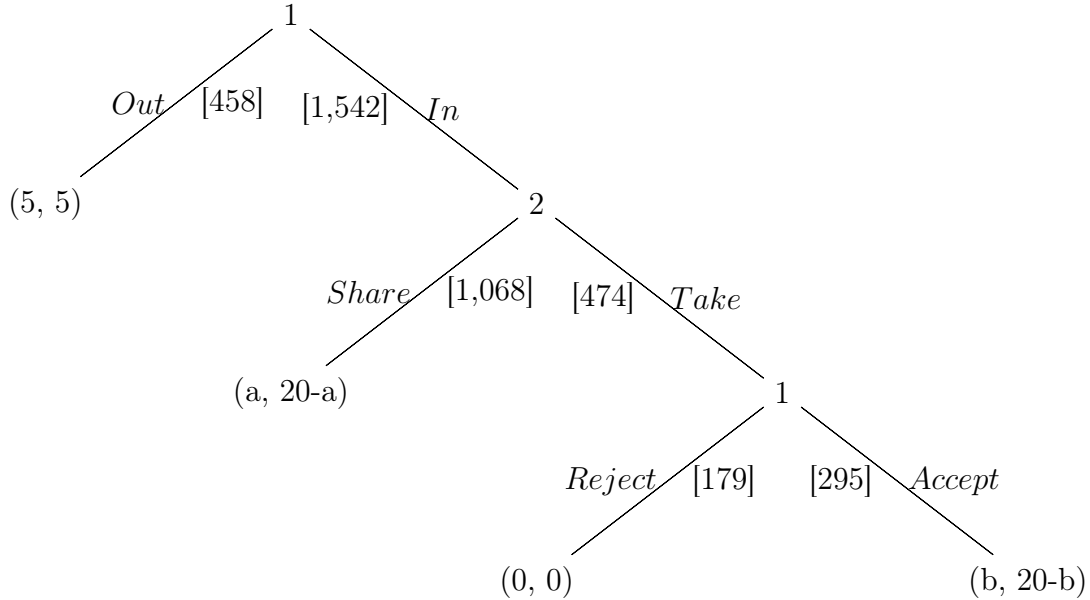 1
Out [458] [1,542] In
(5, 5)
2
Share [1,068] [474] Take
(a, 20-a)
1
Reject [179] [295] Accept
(0, 0) (b, 20-b)